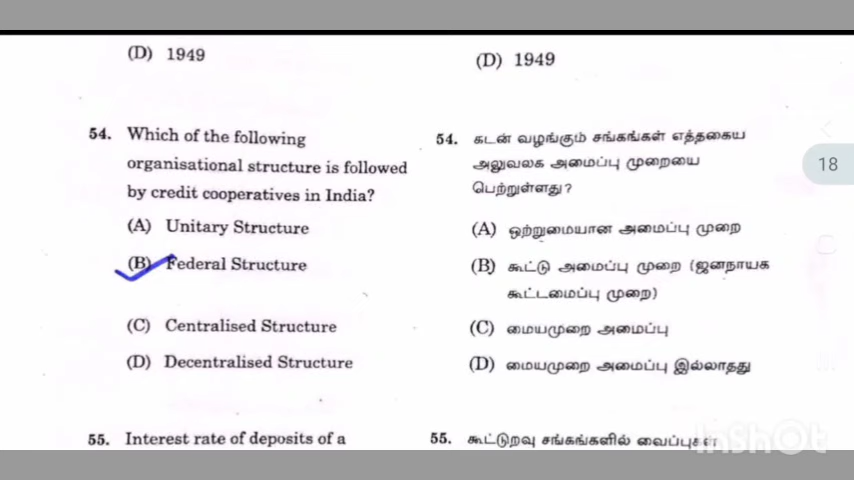 (D) 1949
54. Which of the following
organisational structure is followed
by credit cooperatives in India?
(A) Unitary Structure
(B) Federal Structure
(C) Centralised Structure
(D) Decentralised Structure
55. Interest rate of deposits of a
(D) 1949
54. கடன் வழங்கும் சங்கங்கள் எத்தகைய
அலுவலக அமைப்பு முறையை
பெற்றுள்ளது?
(A) ஒற்றுமையான அமைப்பு முறை
(B) கூட்டு அமைப்பு முறை (ஜனநாயக
கூட்டமைப்பு முறை)
(C) மையமுறை அமைப்பு
(D) மையமுறை அமைப்பு இல்லாதது
55. கூட்டுறவு சங்கங்களில் வைப்புகள்
18
InShOt